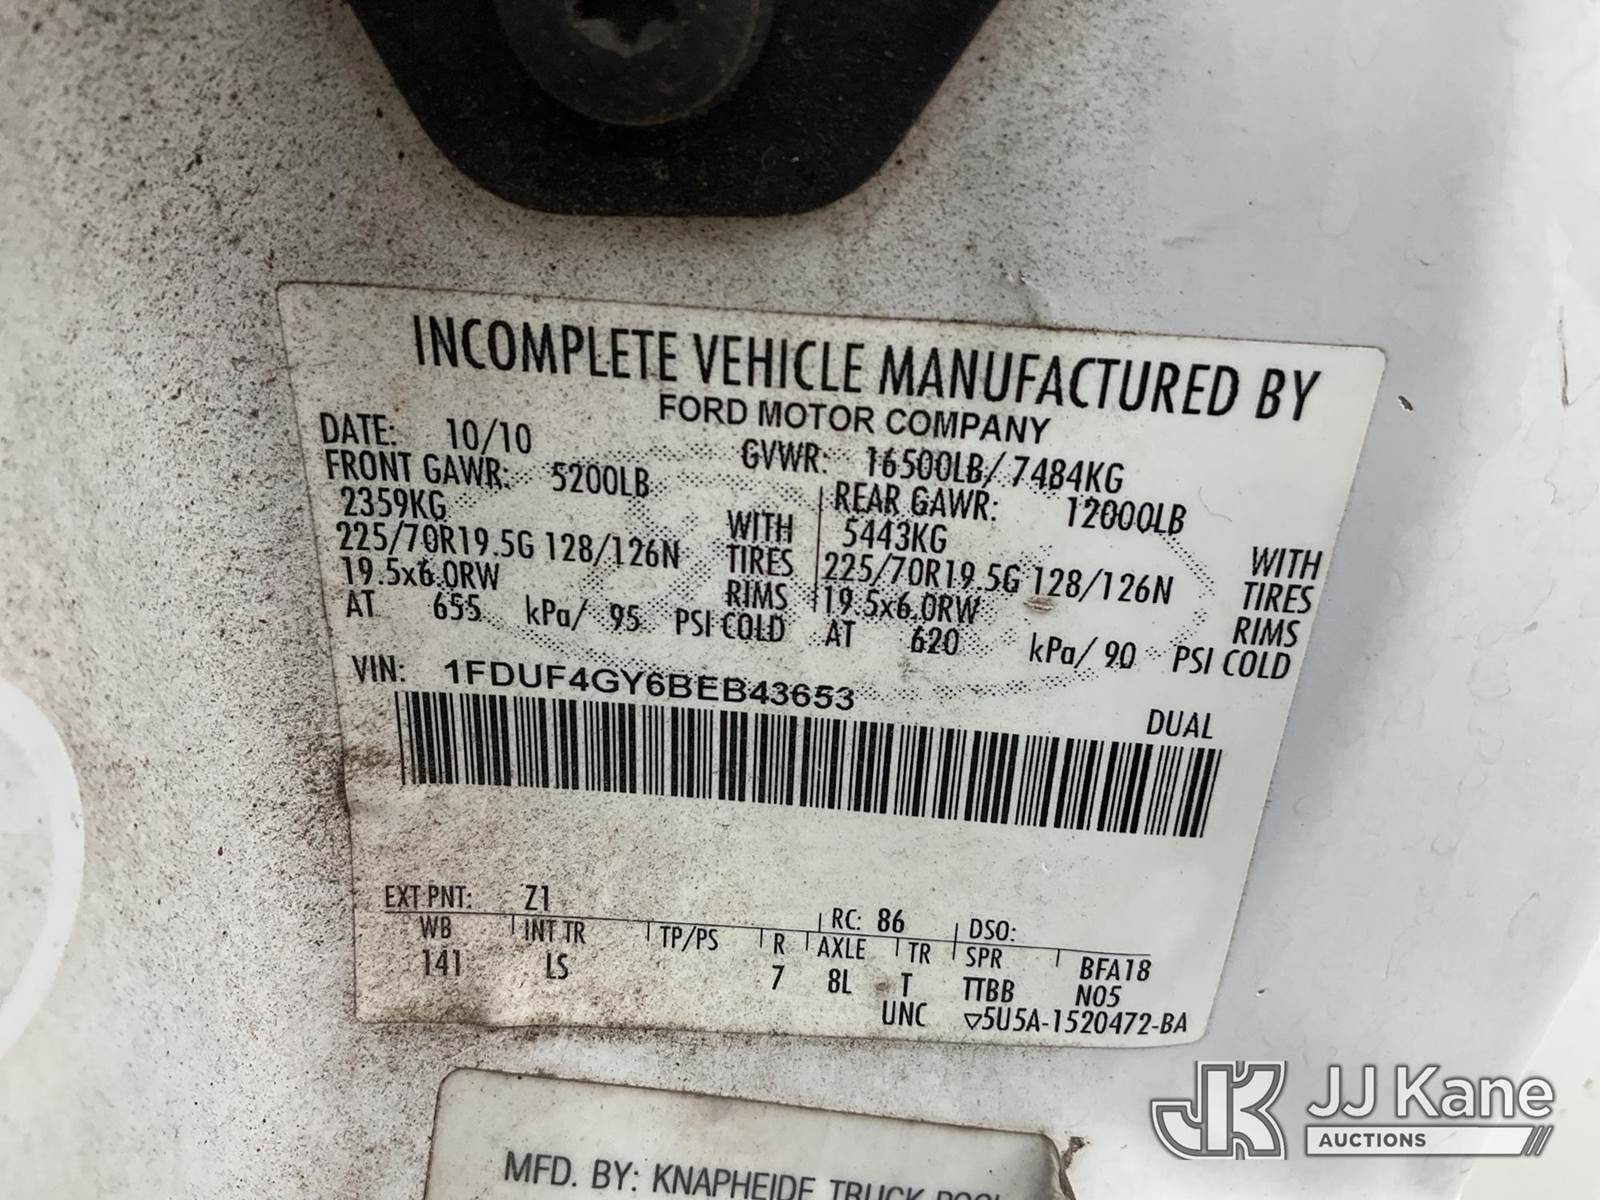 INCOMPLETE VEHICLE MANUFACTURED BY
FORD MOTOR COMPANY
DATE: 10/10 GVWR: 16500LB/ 7484KG
FRONT GAWR: 5200LB REAR GAWR: 12000LB
2359KG WITH 5443KG WITH
225/70R19.5G 128/126N TIRES 225/70R19.5G 128/126N TIRES
19.5x6.0RW RIMS 19.5x6.0RW RIMS
AT 655 kPa/ 95 PSI COLD AT 620 kPa/ 90 PSI COLD
VIN: 1FDUF4GY6BEB43653
DUAL
EXT PNT: Z1 RC: 86 DSO:
WB INT TR TP/PS R AXLE TR SPR BFA18
141 LS 7 8L T TTBB N05
UNC ▽5U5A-1520472-BA
MFD. BY: KNAPHEIDE TRUCK
JK JJ Kane
AUCTIONS